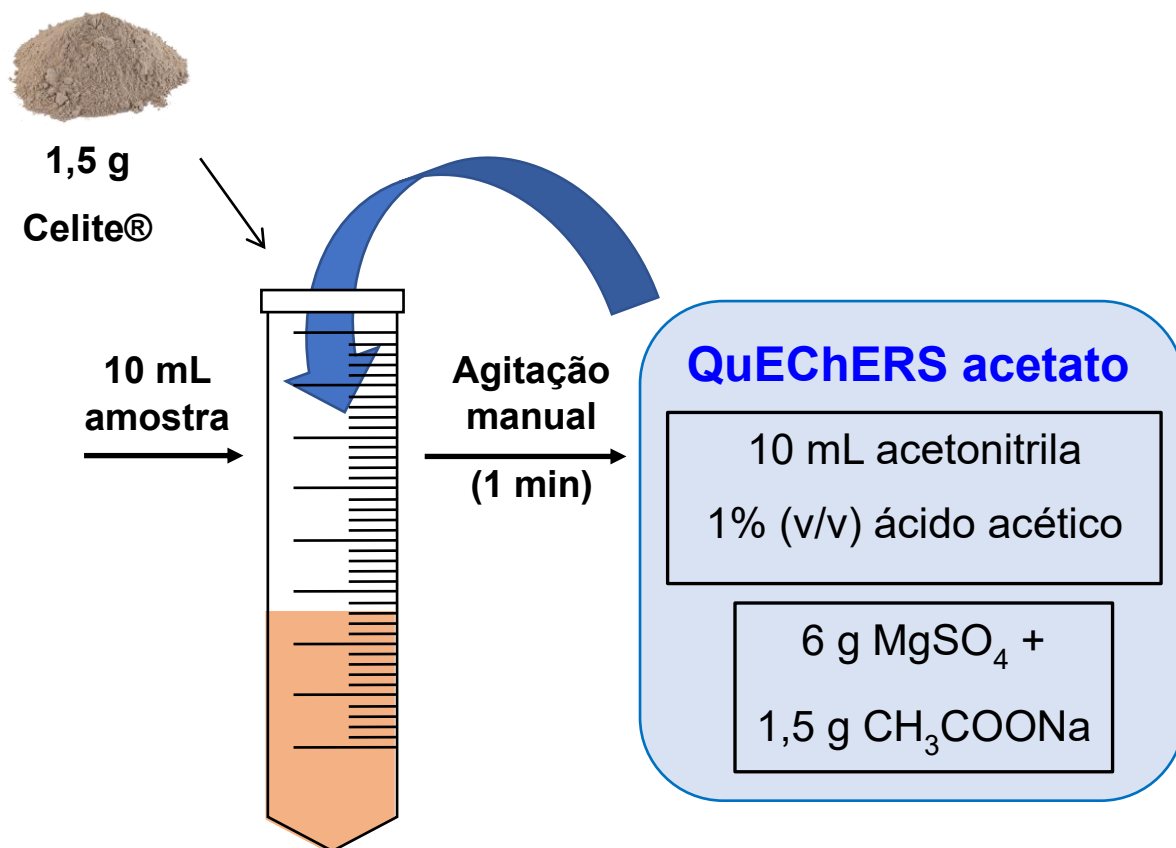 1,5 g
Celite®
10 mL
amostra
Agitação
manual
(1 min)
QuEChERS acetato
10 mL acetonitrila
1% (v/v) ácido acético
6 g MgSO₄ +
1,5 g CH₃COONa